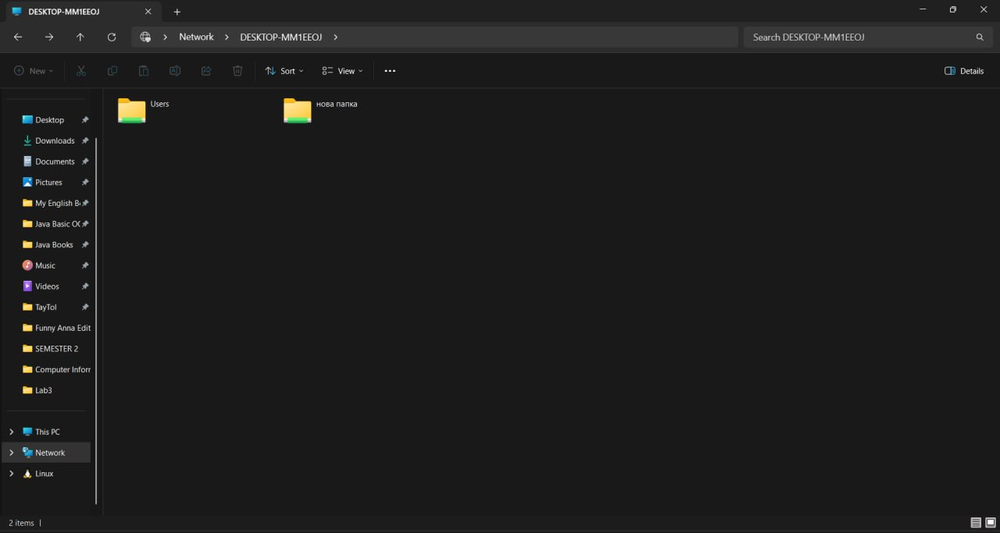 DESKTOP-MM1EEOJ
Network > DESKTOP-MM1EEOJ >
Search DESKTOP-MM1EEOJ
New
Sort
View
Details
Users
нова папка
Desktop
Downloads
Documents
Pictures
My English
Java Basic
Java Books
Music
Videos
TayTol
Funny Anna Edit
SEMESTER 2
Computer Inforr
Lab3
This PC
Network
Linux
2 items